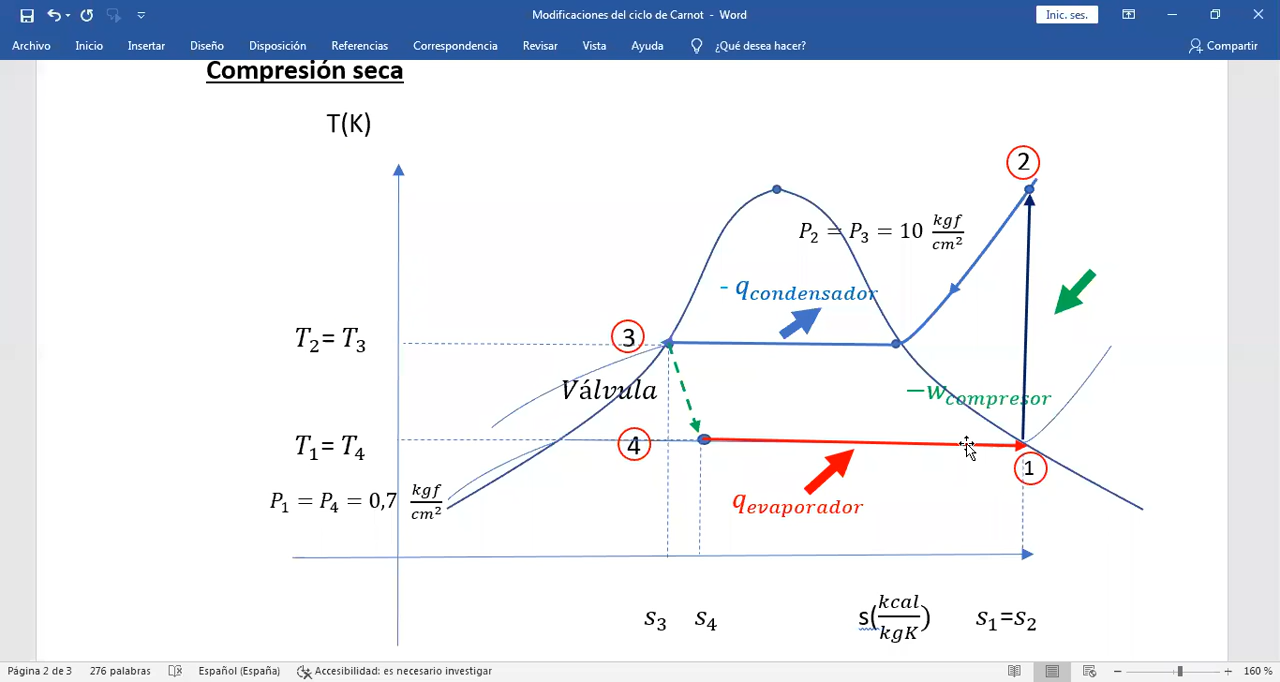 Modificaciones del ciclo de Carnot - Word
Inic. ses.
Archivo Inicio Insertar Diseño Disposición Referencias Correspondencia Revisar Vista Ayuda ¿Qué desea hacer? Compartir
Compresión seca
T(K)
2
P₂ = P₃ = 10 kgf/cm²
- q_condensador
T₂= T₃
3
Válvula
−w_compresor
T₁= T₄
4
1
P₁ = P₄ = 0,7 kgf/cm²
q_evaporador
s₃ s₄ s(kcal/kgK) s₁=s₂
Página 2 de 3 276 palabras Español (España) Accesibilidad: es necesario investigar 160 %